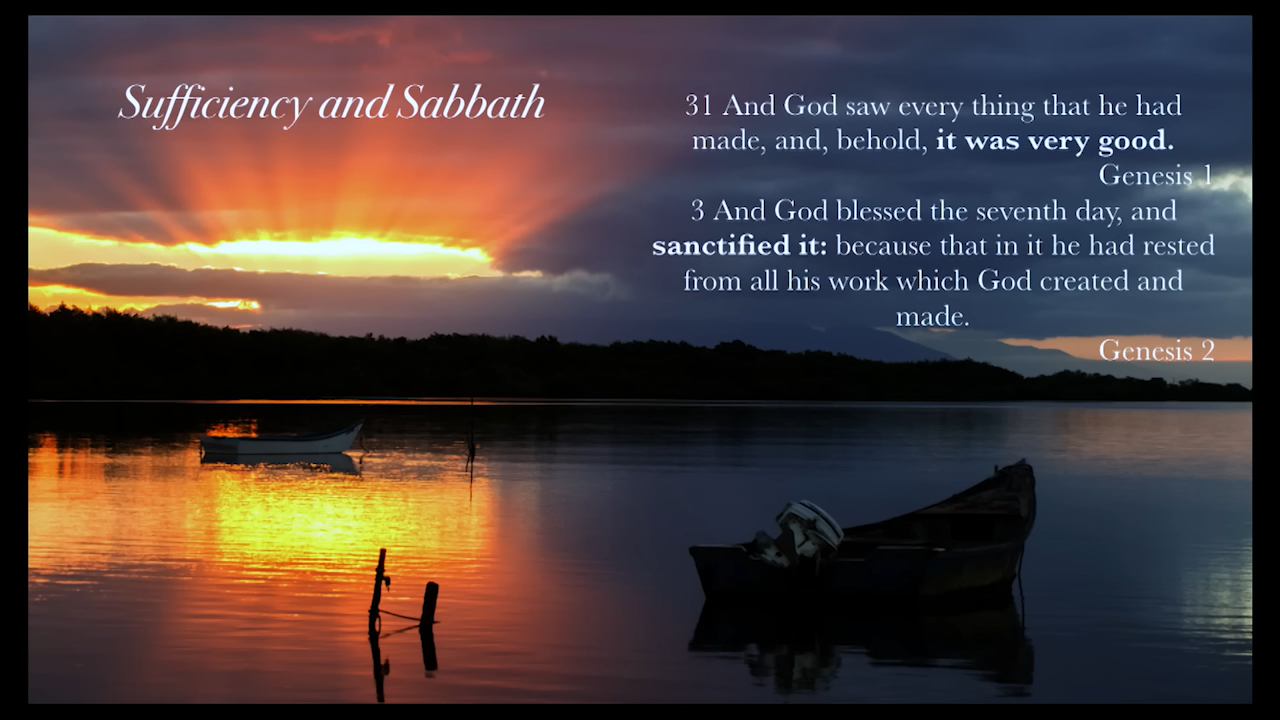 Sufficiency and Sabbath
31 And God saw every thing that he had
made, and, behold, it was very good.
Genesis 1
3 And God blessed the seventh day, and
sanctified it: because that in it he had rested
from all his work which God created and
made.
Genesis 2